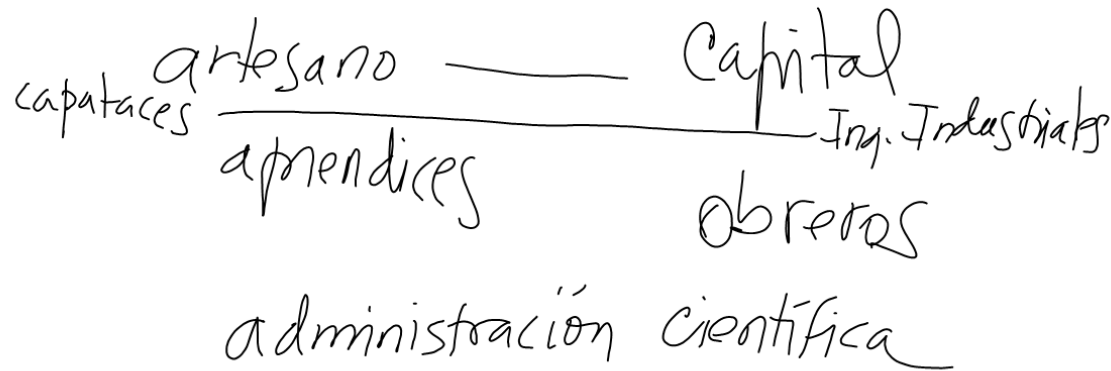 artesano — Capital
capataces — Ing. Industriales
aprendices
obreros
administración científica